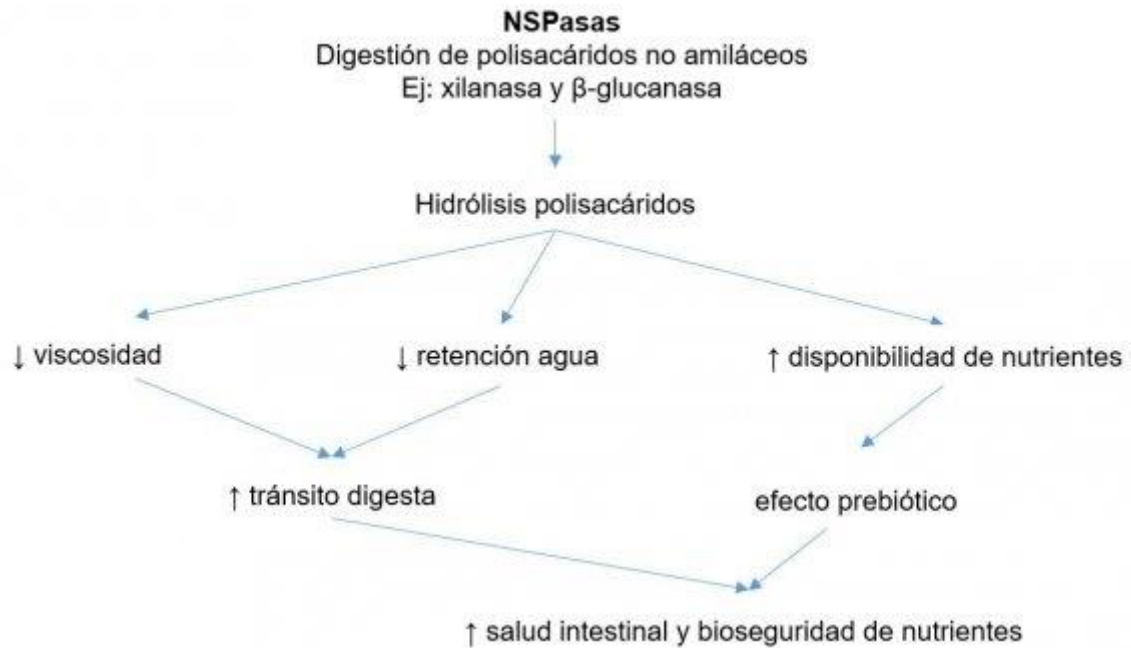 NSPasas
Digestión de polisacáridos no amiláceos
Ej: xilanasa y β-glucanasa
Hidrólisis polisacáridos
↓ viscosidad
↓ retención agua
↑ disponibilidad de nutrientes
↑ tránsito digesta
efecto prebiótico
↑ salud intestinal y bioseguridad de nutrientes